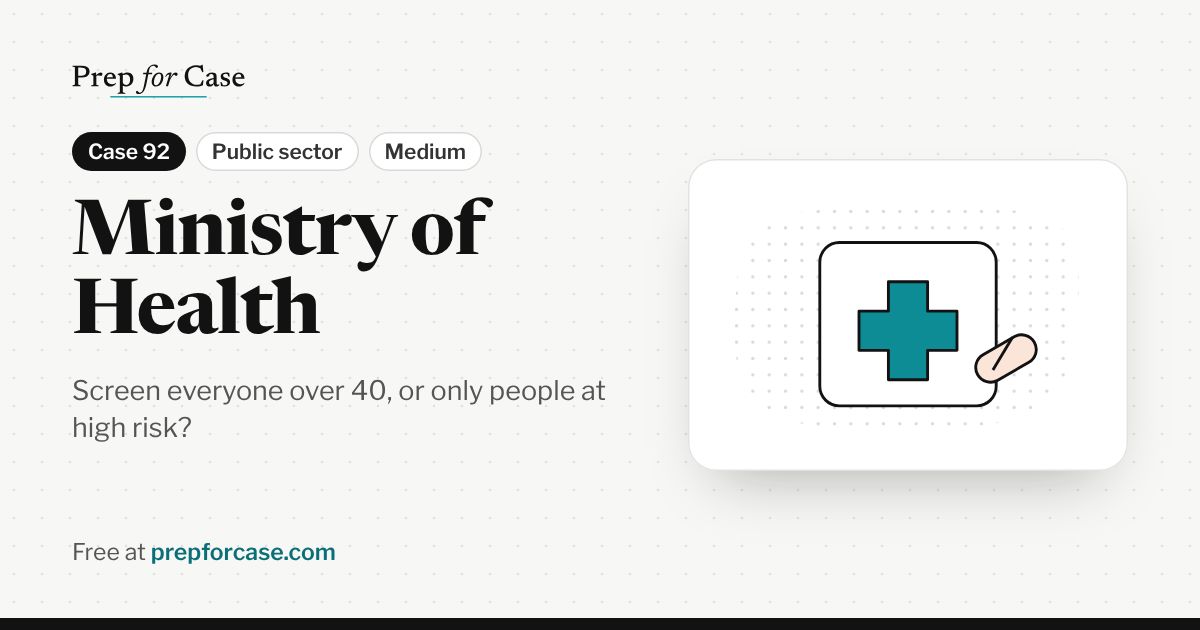 Prep for Case
Case 92
Public sector
Medium
Ministry of
Health
Screen everyone over 40, or only people at
high risk?
Free at prepforcase.com